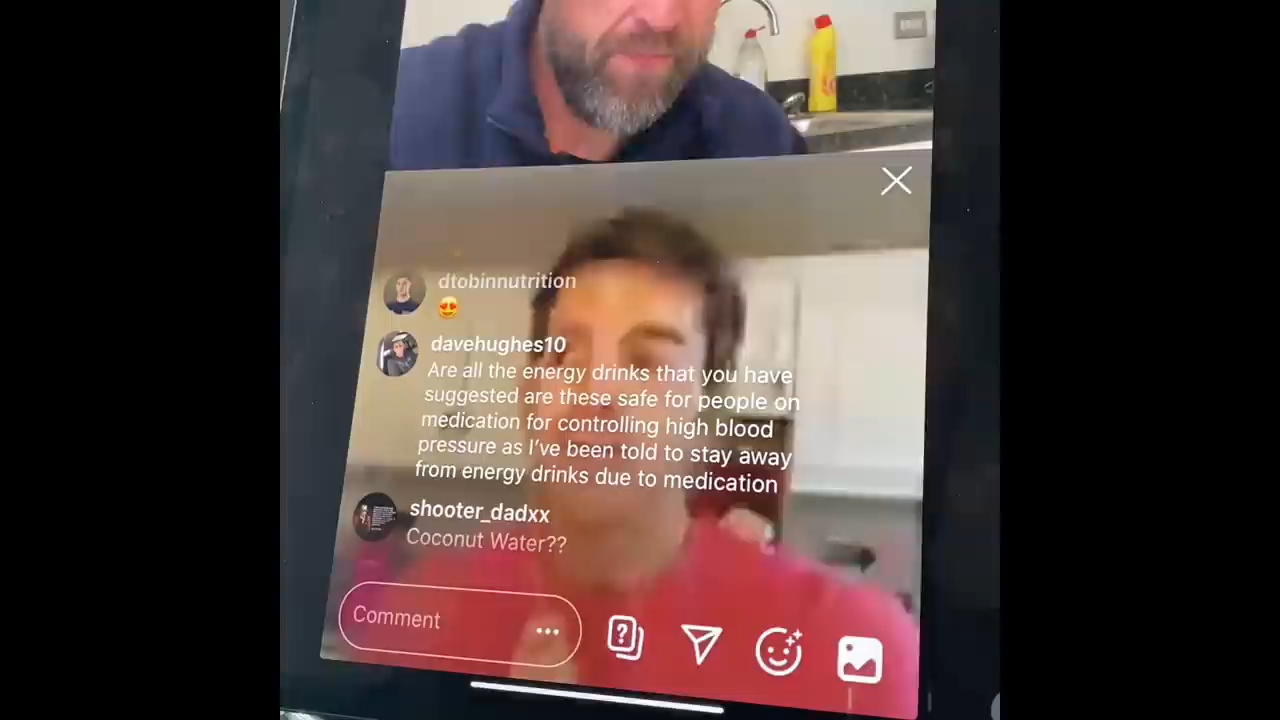 dtobinnutrition
😍
davehughes10
Are all the energy drinks that you have
suggested are these safe for people on
medication for controlling high blood
pressure as I've been told to stay away
from energy drinks due to medication
shooter_dadxx
Coconut Water??
Comment